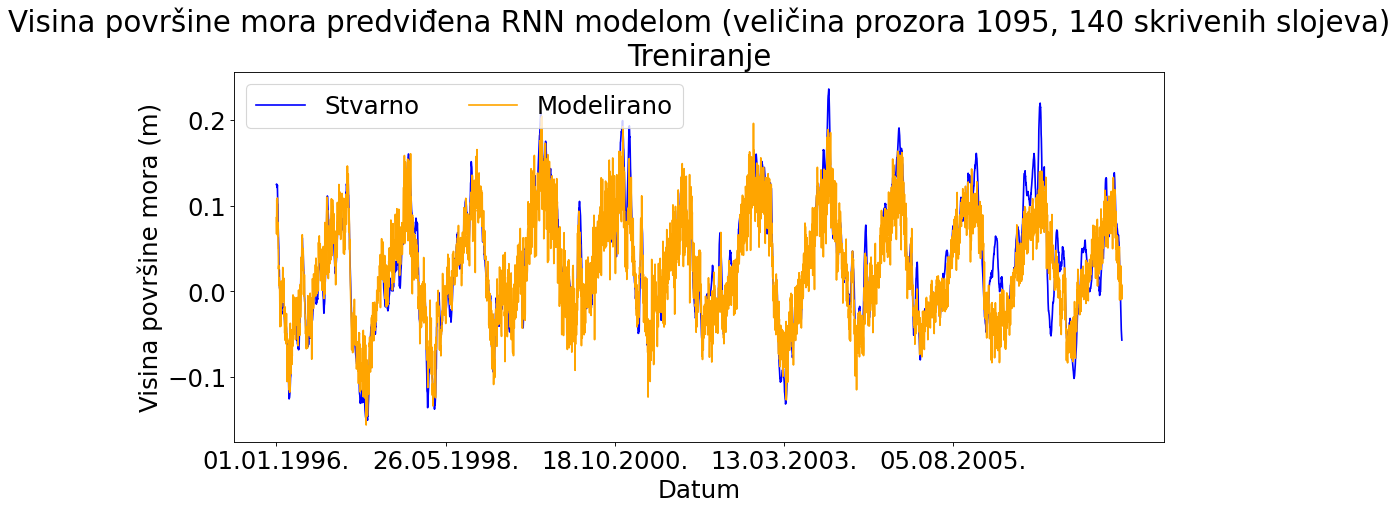 Visina površine mora predviđena RNN modelom (veličina prozora 1095, 140 skrivenih slojeva)
Treniranje
Stvarno Modelirano
Visina površine mora (m)
0.2
0.1
0.0
−0.1
01.01.1996. 26.05.1998. 18.10.2000. 13.03.2003. 05.08.2005.
Datum